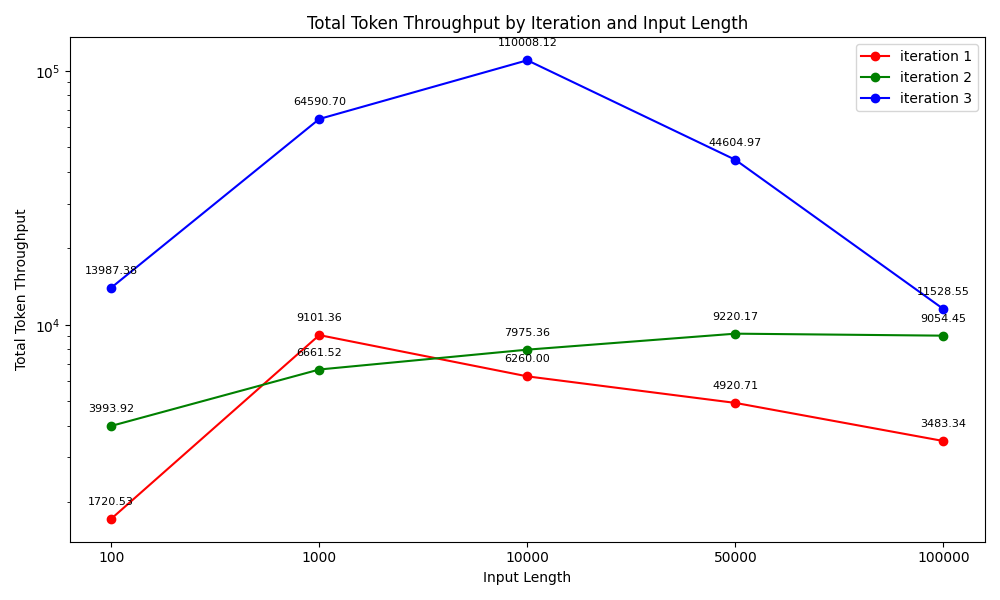 Total Token Throughput by Iteration and Input Length
110008.12
10^5
iteration 1
iteration 2
iteration 3
64590.70
44604.97
13987.38
11528.55
10^4
9101.36
9220.17
9054.45
7975.36
6661.52
6260.00
4920.71
3993.92
3483.34
1720.53
Total Token Throughput
100 1000 10000 50000 100000
Input Length